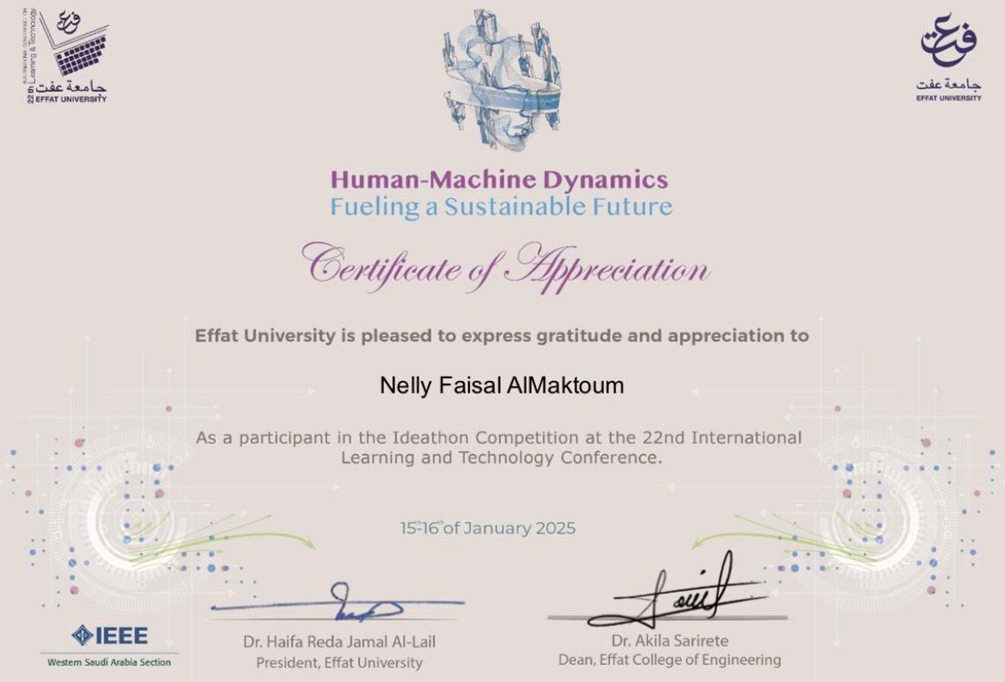 INTERNATIONAL CONFERENCE ON
22th Learning & Technology
جامعة عفت
EFFAT UNIVERSITY
عفت
جامعة عفت
EFFAT UNIVERSITY
Human-Machine Dynamics
Fueling a Sustainable Future
Certificate of Appreciation
Effat University is pleased to express gratitude and appreciation to
Nelly Faisal AlMaktoum
As a participant in the Ideathon Competition at the 22nd International
Learning and Technology Conference.
15th-16th of January 2025
Dr. Haifa Reda Jamal Al-Lail
President, Effat University
Dr. Akila Sarirete
Dean, Effat College of Engineering
IEEE
Western Saudi Arabia Section